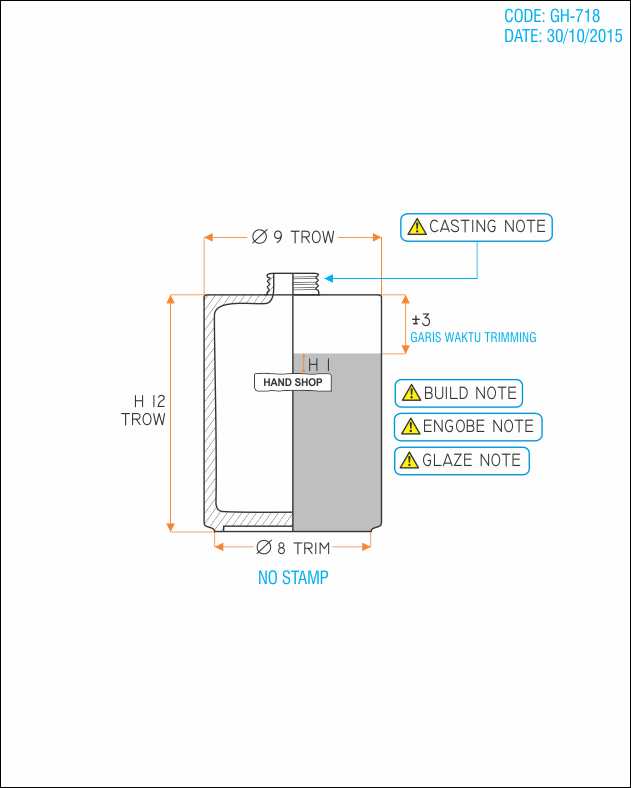 CODE: GH-718
DATE: 30/10/2015
Ø 9 TROW
CASTING NOTE
±3
GARIS WAKTU TRIMMING
H 1
HAND SHOP
H 12
TROW
BUILD NOTE
ENGOBE NOTE
GLAZE NOTE
Ø 8 TRIM
NO STAMP